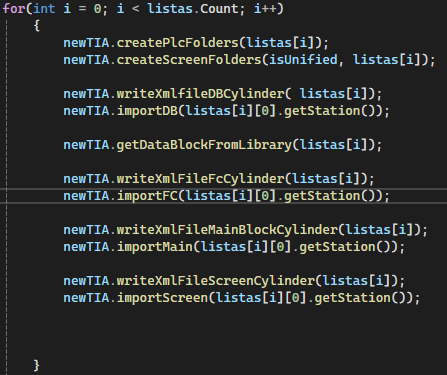 for(int i = 0; i < listas.Count; i++)
{
newTIA.createPlcFolders(listas[i]);
newTIA.createScreenFolders(isUnified, listas[i]);
newTIA.writeXmlFileDBCylinder( listas[i]);
newTIA.importDB(listas[i][0].getStation());
newTIA.getDataBlockFromLibrary(listas[i]);
newTIA.writeXmlFileFcCylinder(listas[i]);
newTIA.importFC(listas[i][0].getStation());
newTIA.writeXmlFileMainBlockCylinder(listas[i]);
newTIA.importMain(listas[i][0].getStation());
newTIA.writeXmlFileScreenCylinder(listas[i]);
newTIA.importScreen(listas[i][0].getStation());
}